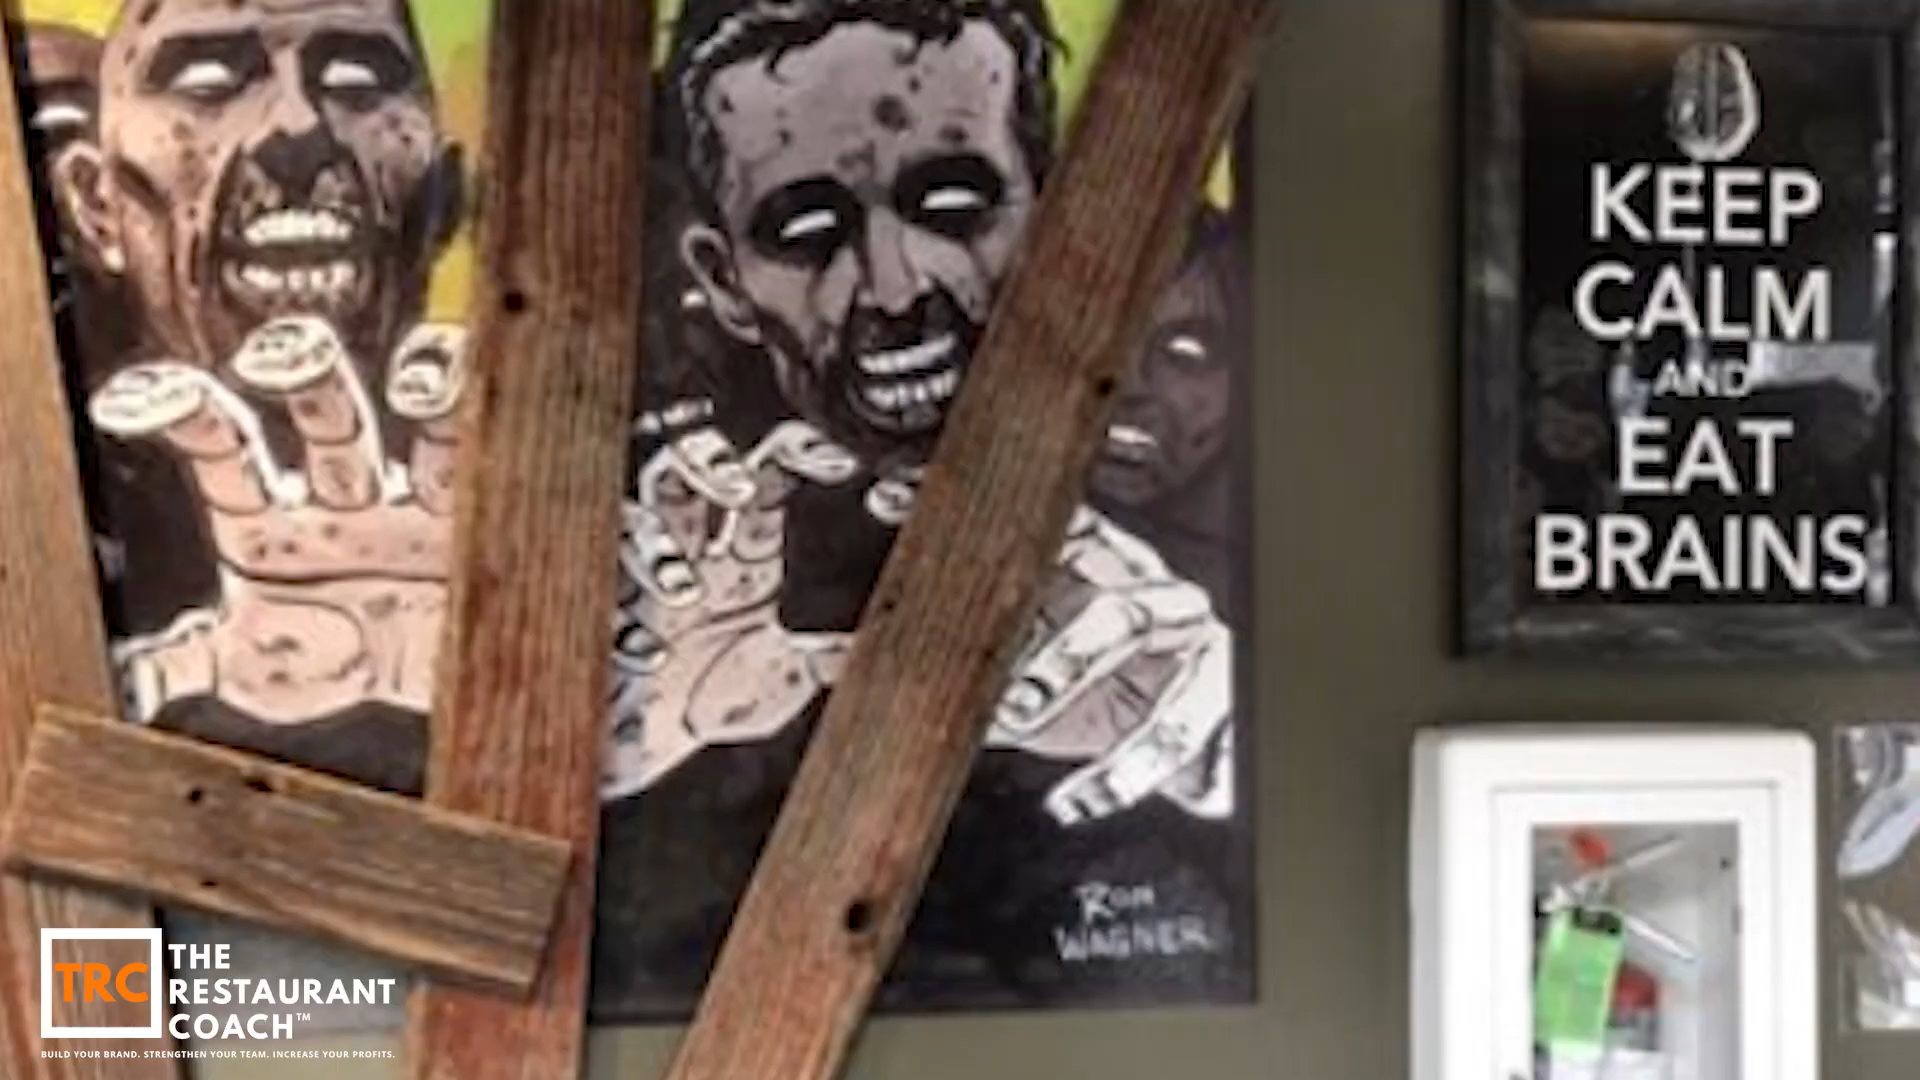 KEEP
CALM
AND
EAT
BRAINS
RON
WAGNER
TRC
THE
RESTAURANT
COACH™
BUILD YOUR BRAND. STRENGTHEN YOUR TEAM. INCREASE YOUR PROFITS.